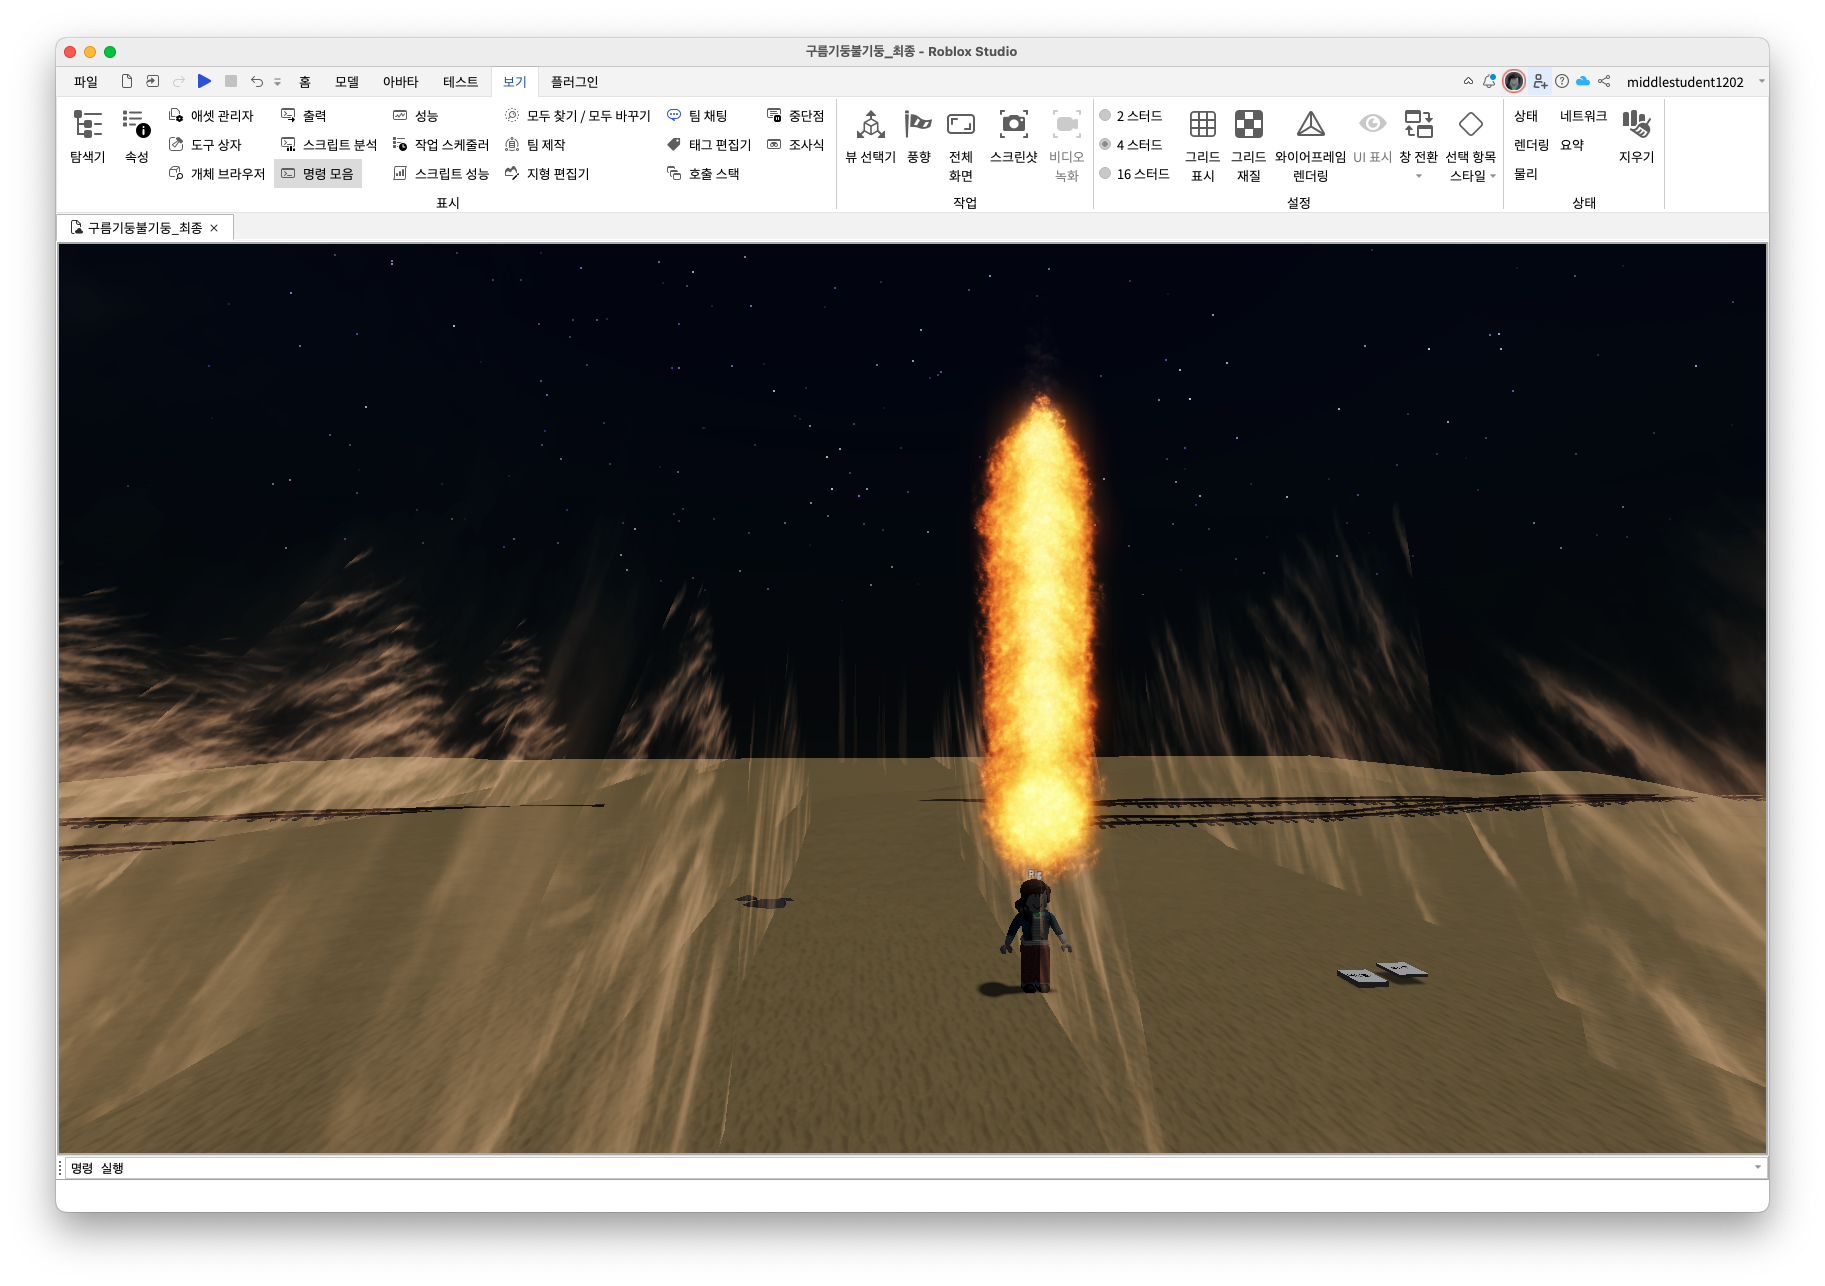 구름기둥불기둥_최종 - Roblox Studio
파일 홈 모델 아바타 테스트 보기 플러그인 middlestudent1202
탐색기
속성
애셋 관리자
도구 상자
개체 브라우저
출력
스크립트 분석
명령 모음
성능
작업 스케줄러
스크립트 성능
모두 찾기 / 모두 바꾸기
팀 제작
지형 편집기
팀 채팅
태그 편집기
호출 스택
중단점
조사식
표시
뷰 선택기
풍향
전체
화면
스크린샷
비디오
녹화
작업
2 스터드
4 스터드
16 스터드
그리드
표시
그리드
재질
와이어프레임
렌더링
UI 표시
창 전환
선택 항목
스타일
설정
상태
네트워크
렌더링
요약
물리
지우기
상태
구름기둥불기둥_최종
Rig
명령 실행